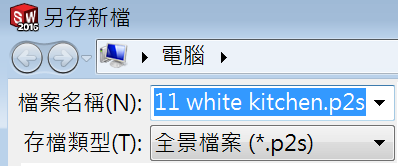 SW 2016 另存新檔
電腦
檔案名稱(N): 11 white kitchen.p2s
存檔類型(T): 全景檔案 (*.p2s)